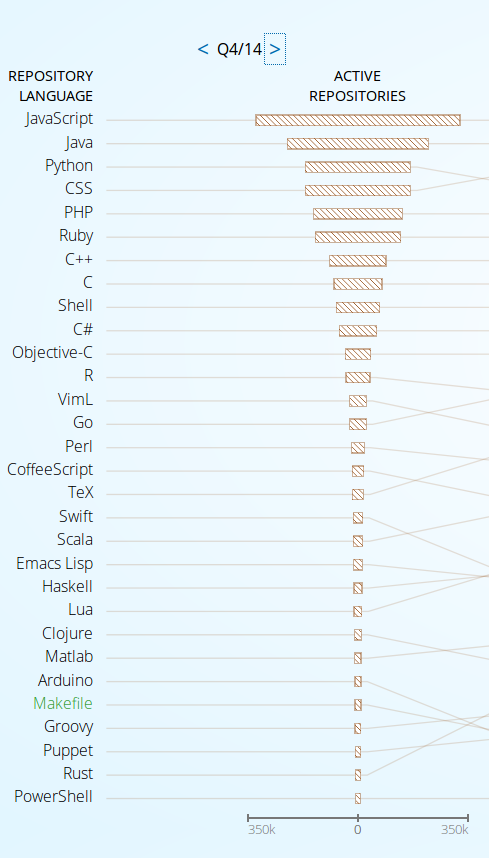 < Q4/14 >
REPOSITORY
LANGUAGE
ACTIVE
REPOSITORIES
JavaScript
Java
Python
CSS
PHP
Ruby
C++
C
Shell
C#
Objective-C
R
VimL
Go
Perl
CoffeeScript
TeX
Swift
Scala
Emacs Lisp
Haskell
Lua
Clojure
Matlab
Arduino
Makefile
Groovy
Puppet
Rust
PowerShell
350k 0 350k